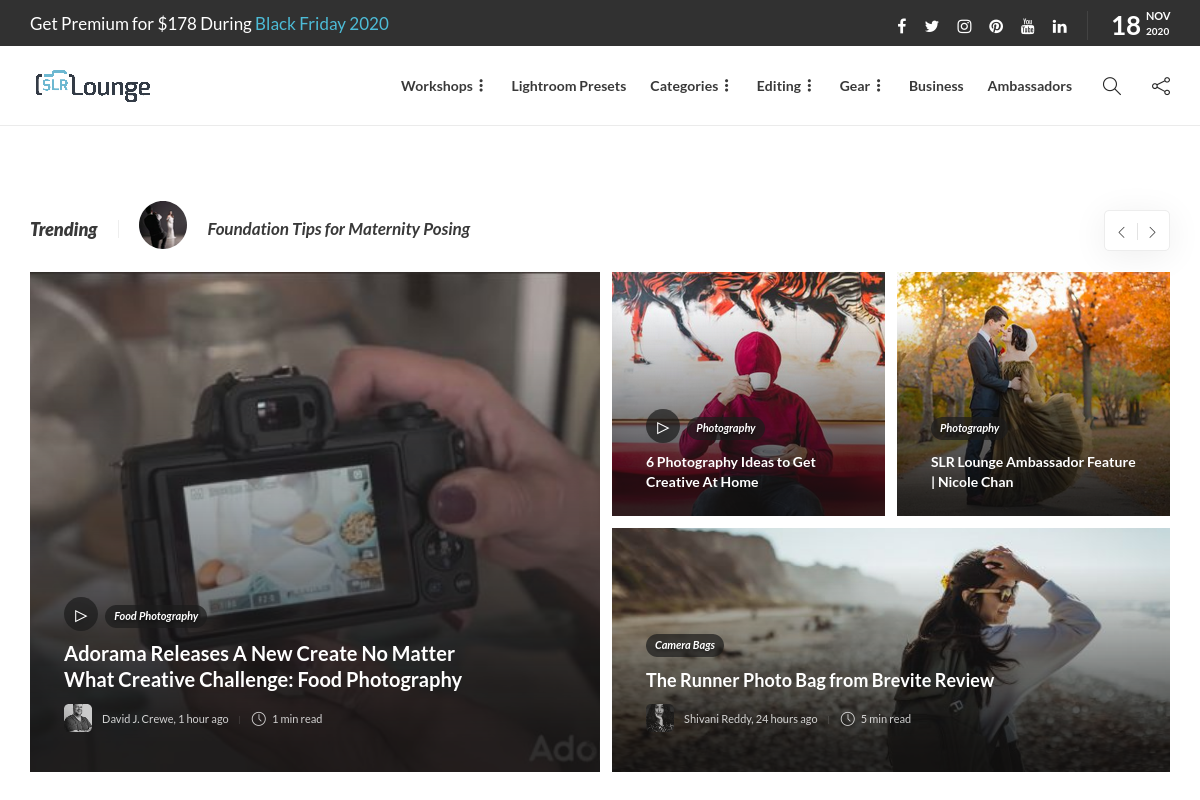 Get Premium for $178 During Black Friday 2020
18 NOV 2020
SLR Lounge
Workshops
Lightroom Presets
Categories
Editing
Gear
Business
Ambassadors
Trending
Foundation Tips for Maternity Posing
Food Photography
Adorama Releases A New Create No Matter
What Creative Challenge: Food Photography
David J. Crewe, 1 hour ago
1 min read
Ado
Photography
6 Photography Ideas to Get
Creative At Home
Photography
SLR Lounge Ambassador Feature
| Nicole Chan
Camera Bags
The Runner Photo Bag from Brevite Review
Shivani Reddy, 24 hours ago
5 min read